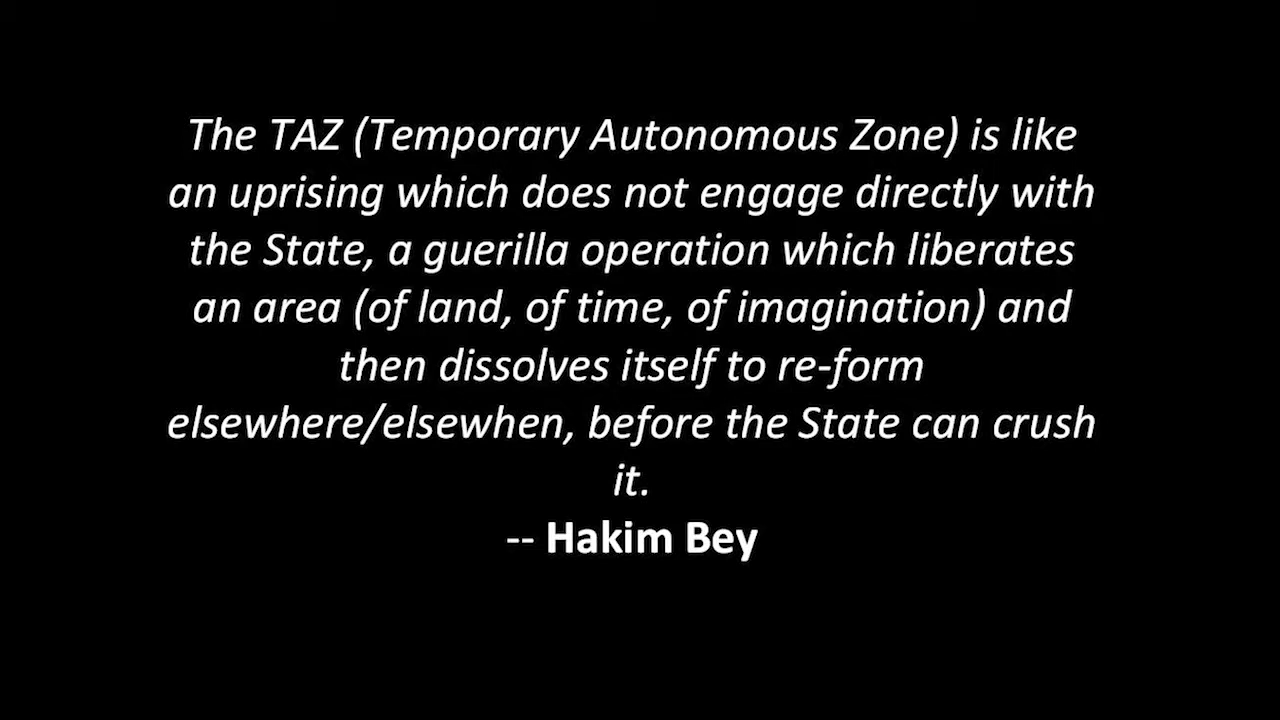 The TAZ (Temporary Autonomous Zone) is like
an uprising which does not engage directly with
the State, a guerilla operation which liberates
an area (of land, of time, of imagination) and
then dissolves itself to re-form
elsewhere/elsewhen, before the State can crush
it.
-- Hakim Bey